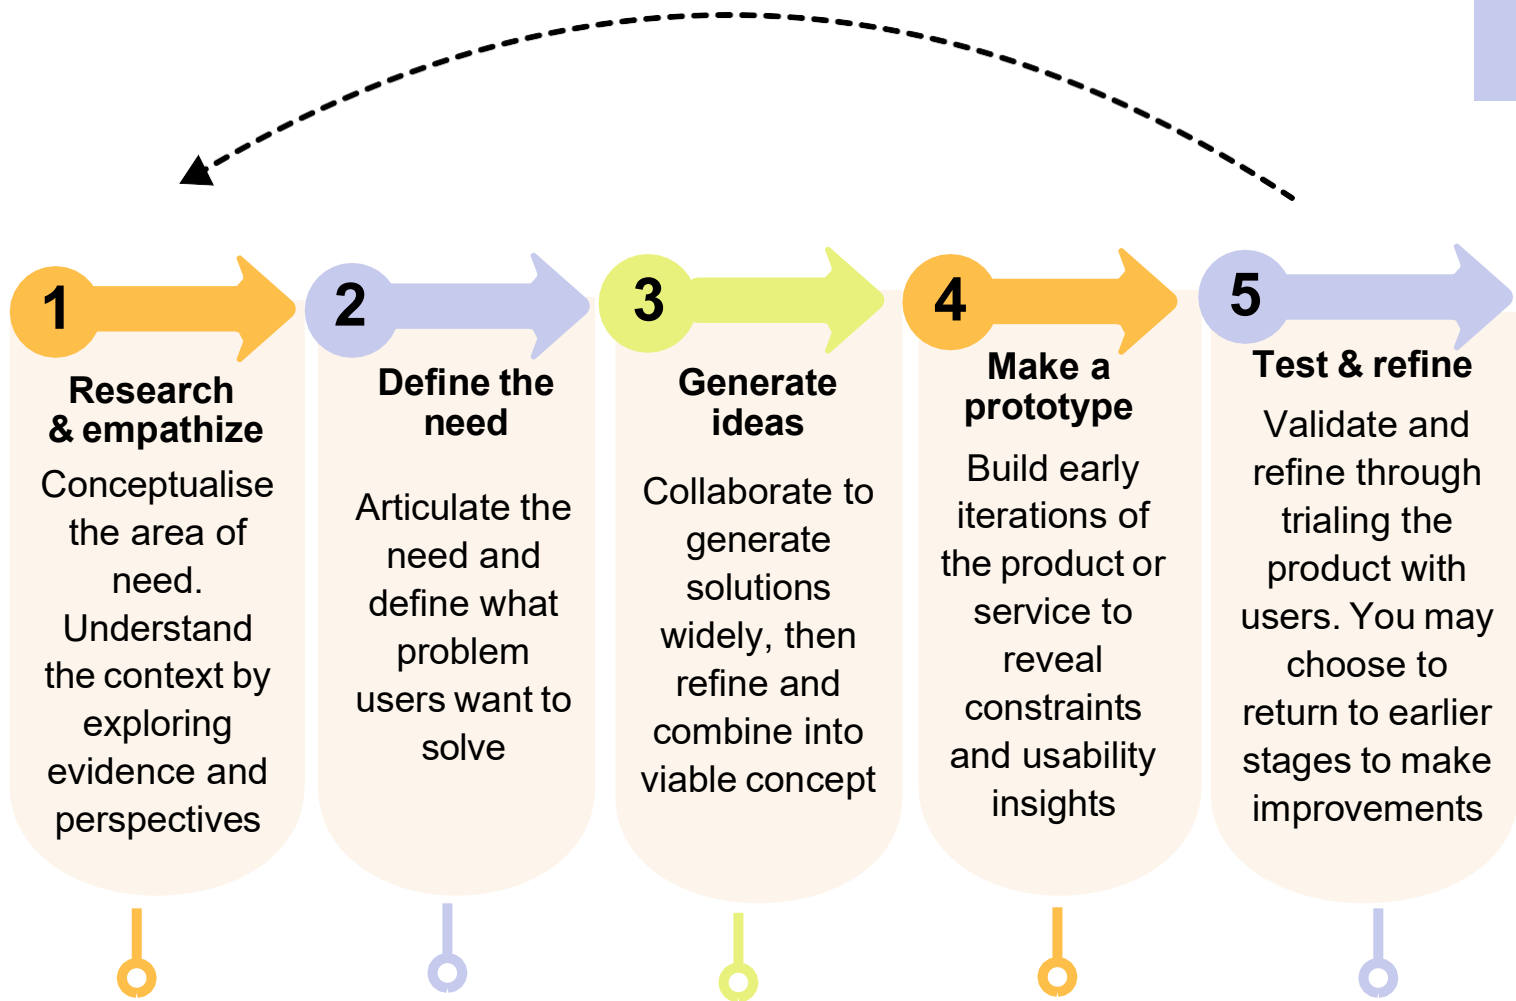 1
Research
& empathize
Conceptualise
the area of
need.
Understand
the context by
exploring
evidence and
perspectives
2
Define the
need
Articulate the
need and
define what
problem
users want to
solve
3
Generate
ideas
Collaborate to
generate
solutions
widely, then
refine and
combine into
viable concept
4
Make a
prototype
Build early
iterations of
the product or
service to
reveal
constraints
and usability
insights
5
Test & refine
Validate and
refine through
trialing the
product with
users. You may
choose to
return to earlier
stages to make
improvements